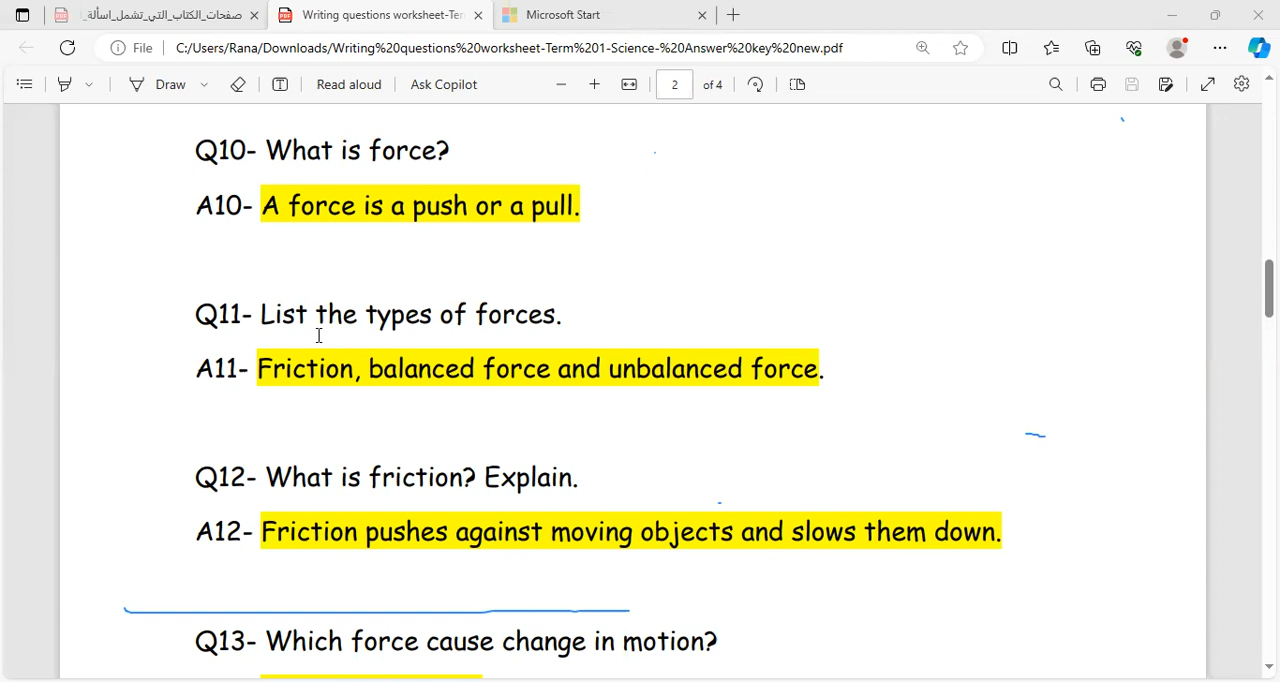 صفحات_الكتاب_التي_تشمل_اسألة_
Writing questions worksheet-Ter
Microsoft Start
File
C:/Users/Rana/Downloads/Writing%20questions%20worksheet-Term%201-Science-%20Answer%20key%20new.pdf
Draw
Read aloud
Ask Copilot
2
of 4
Q10- What is force?
A10- A force is a push or a pull.
Q11- List the types of forces.
A11- Friction, balanced force and unbalanced force.
Q12- What is friction? Explain.
A12- Friction pushes against moving objects and slows them down.
Q13- Which force cause change in motion?